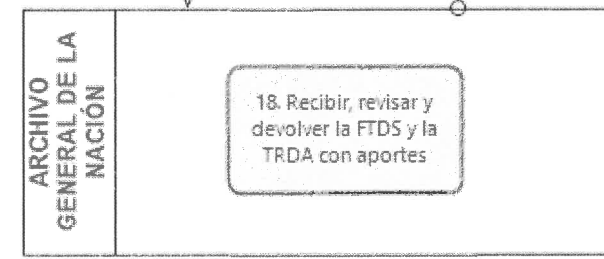 ARCHIVO
GENERAL DE LA
NACIÓN
18. Recibir, revisar y
devolver la FTDS y la
TRDA con aportes